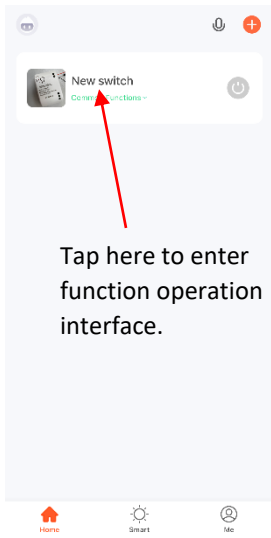 New switch
Common Functions
Tap here to enter
function operation
interface.
Home Smart Me